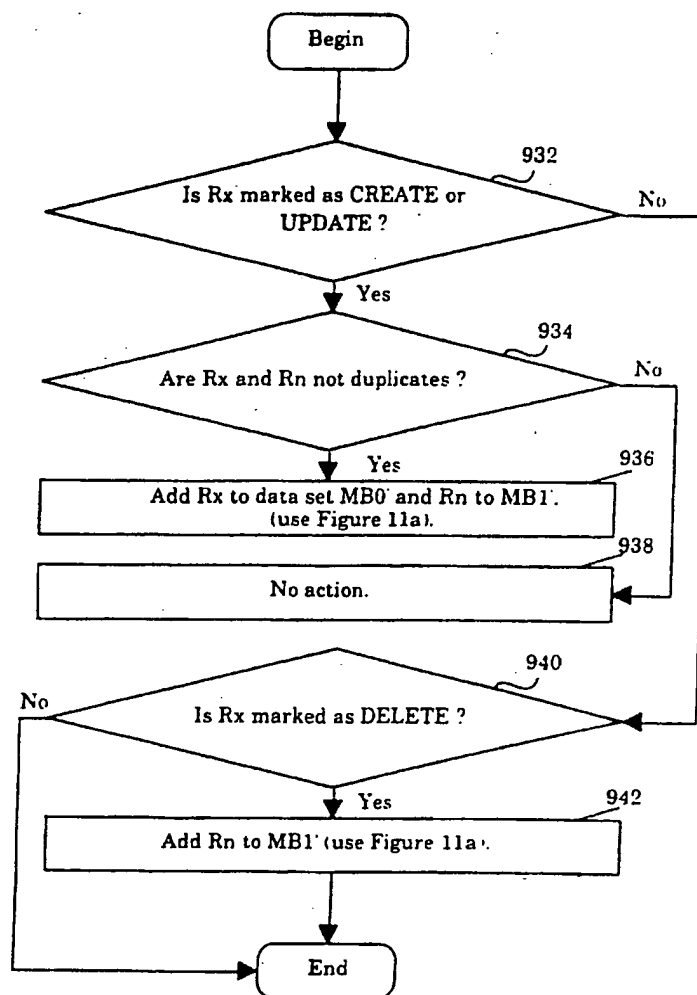 Begin
932
Is Rx marked as CREATE or
UPDATE ?
No
Yes
934
Are Rx and Rn not duplicates ?
No
Yes
936
Add Rx to data set MB0' and Rn to MB1'.
(use Figure 11a).
938
No action.
940
No
Is Rx marked as DELETE ?
Yes
942
Add Rn to MB1' (use Figure 11a).
End